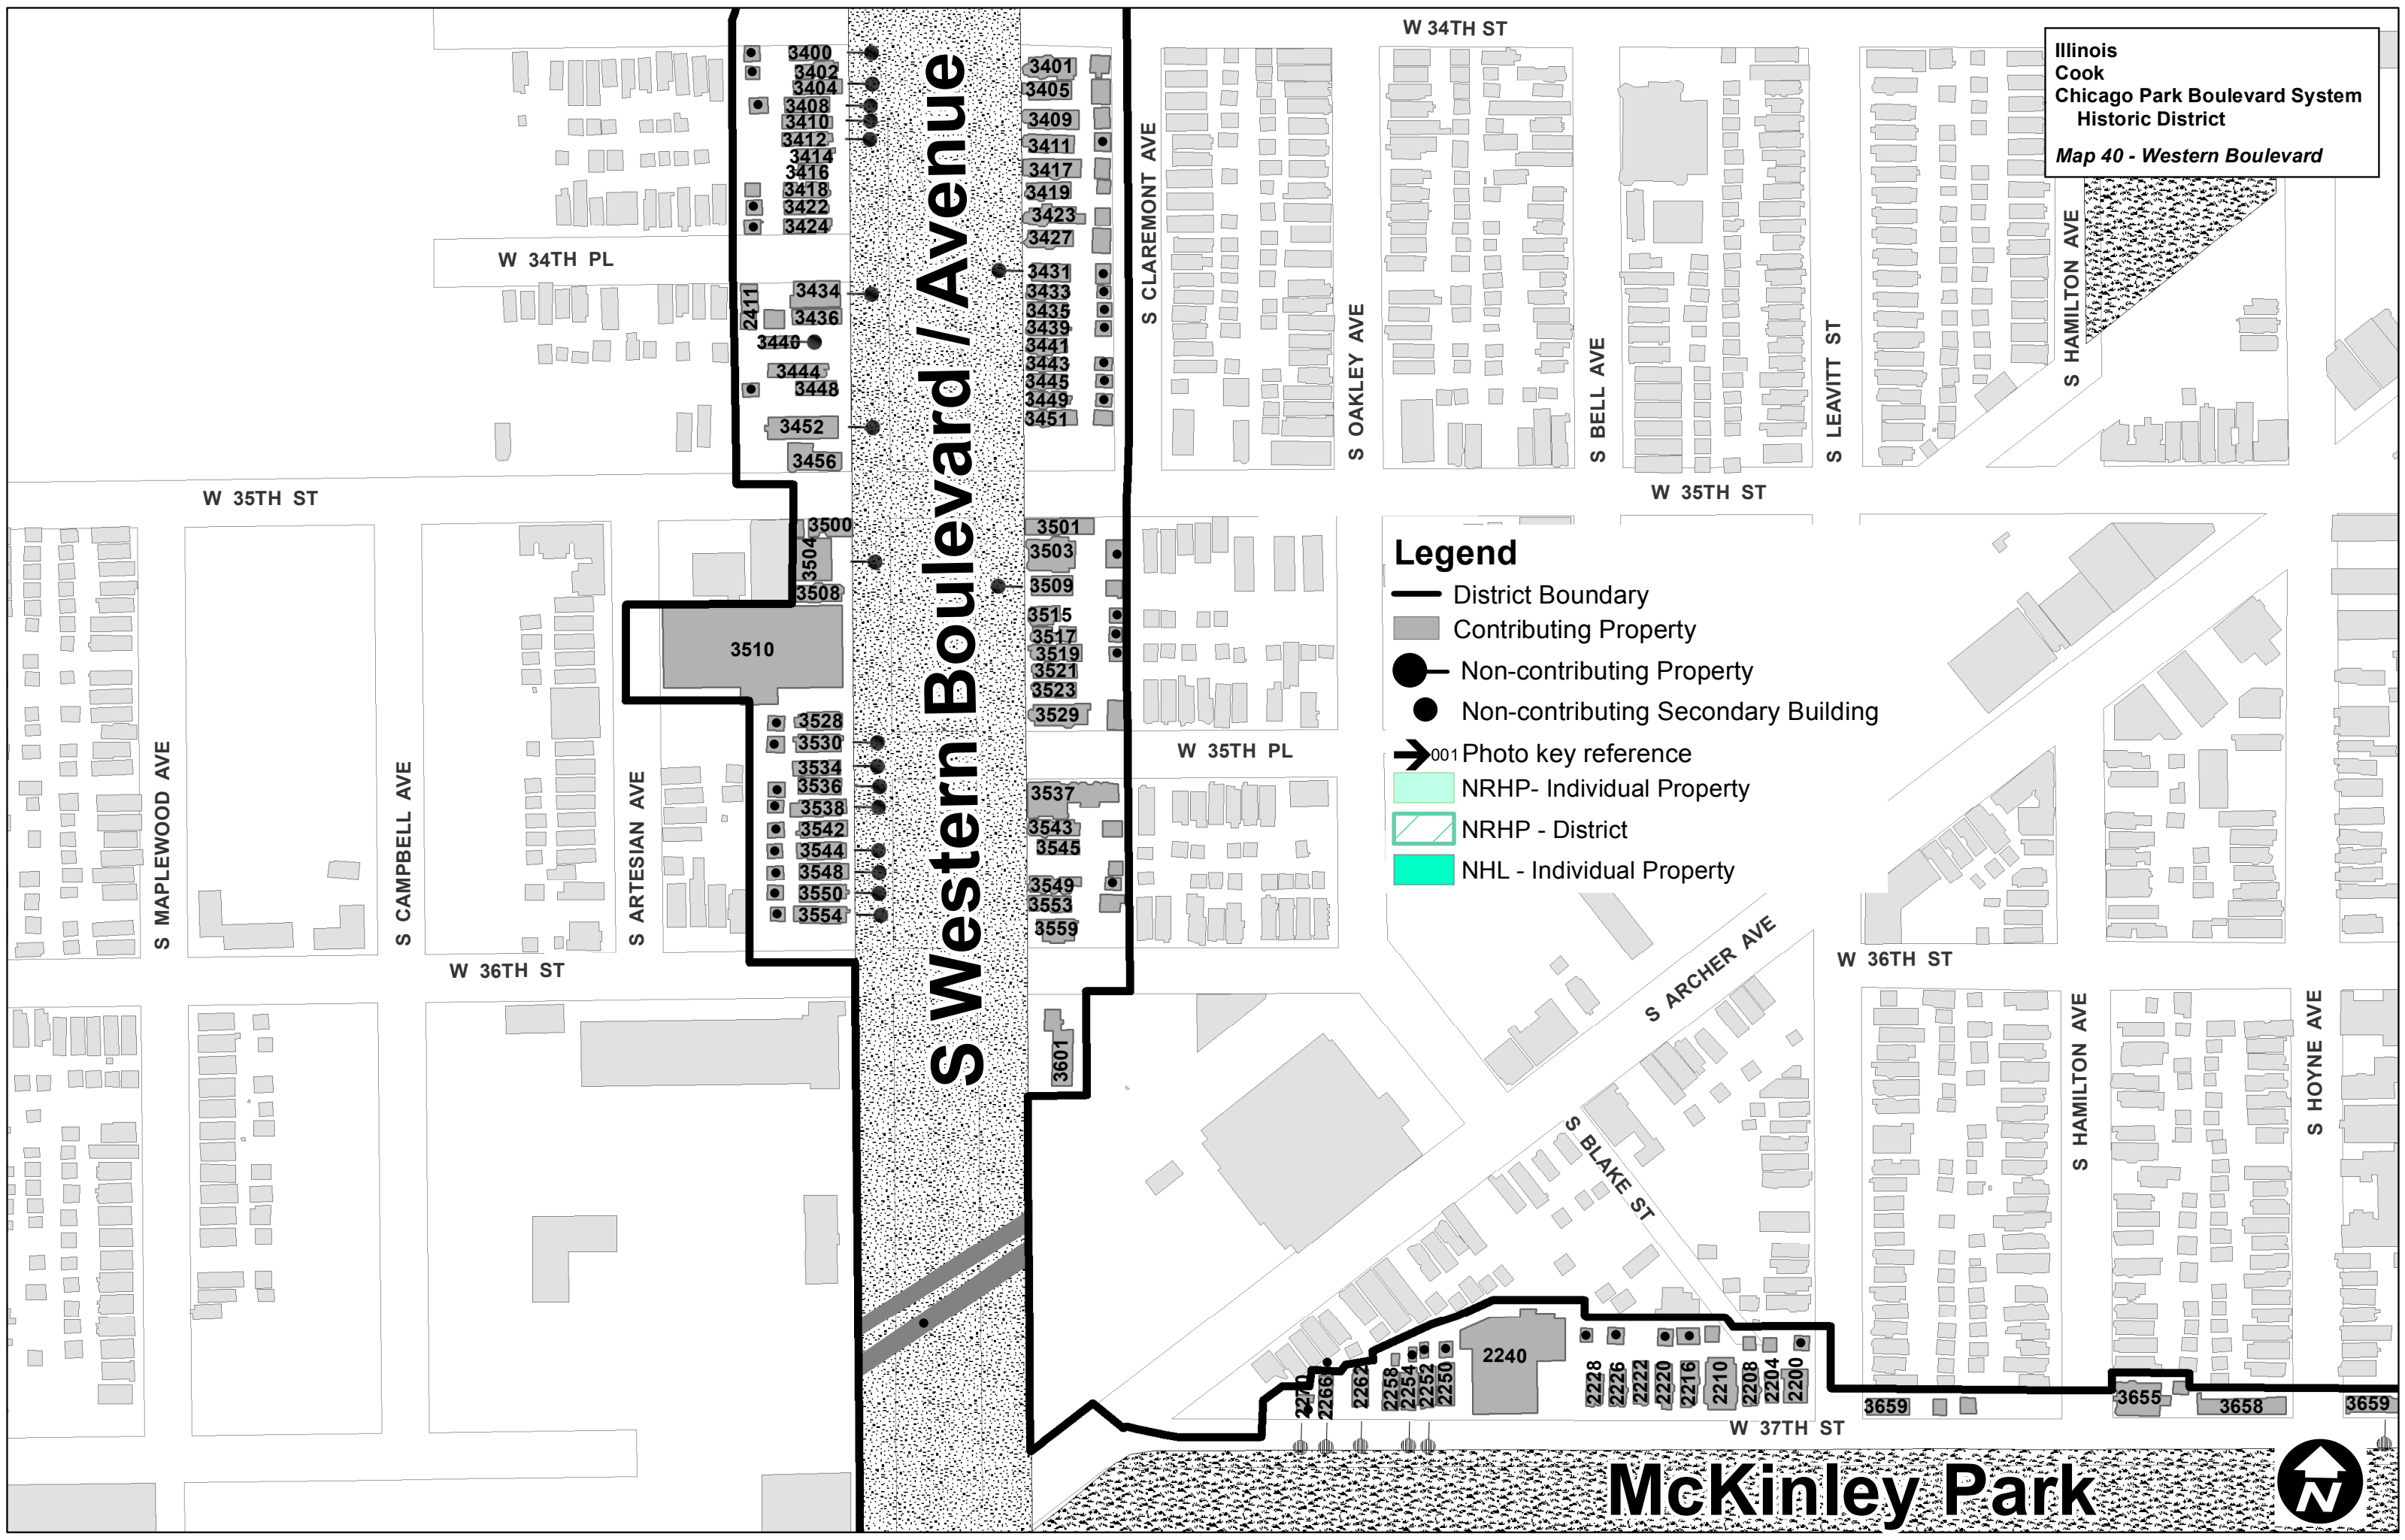 W 34TH ST
Illinois
Cook
Chicago Park Boulevard System
Historic District
Map 40 - Western Boulevard
3400
3402
3404
3408
3410
3412
3414
3416
3418
3422
3424
W 34TH PL
2411
3434
3436
3440
3444
3448
3452
3456
S Western Boulevard / Avenue
3401
3405
3409
3411
3417
3419
3423
3427
3431
3433
3435
3439
3441
3443
3445
3449
3451
S CLAREMONT AVE
S OAKLEY AVE
S BELL AVE
S LEAVITT ST
S HAMILTON AVE
W 35TH ST
W 35TH ST
3500
3504
3508
3510
3528
3530
3534
3536
3538
3542
3544
3548
3550
3554
3501
3503
3509
3515
3517
3519
3521
3523
3529
W 35TH PL
3537
3543
3545
3549
3553
3559
3601
Legend
District Boundary
Contributing Property
Non-contributing Property
Non-contributing Secondary Building
001 Photo key reference
NRHP- Individual Property
NRHP - District
NHL - Individual Property
S MAPLEWOOD AVE
S CAMPBELL AVE
S ARTESIAN AVE
W 36TH ST
S ARCHER AVE
W 36TH ST
S BLAKE ST
S HAMILTON AVE
S HOYNE AVE
2270
2266
2262
2258
2254
2252
2250
2240
2228
2226
2222
2220
2216
2210
2208
2204
2200
3659
3655
3658
3659
W 37TH ST
McKinley Park
N